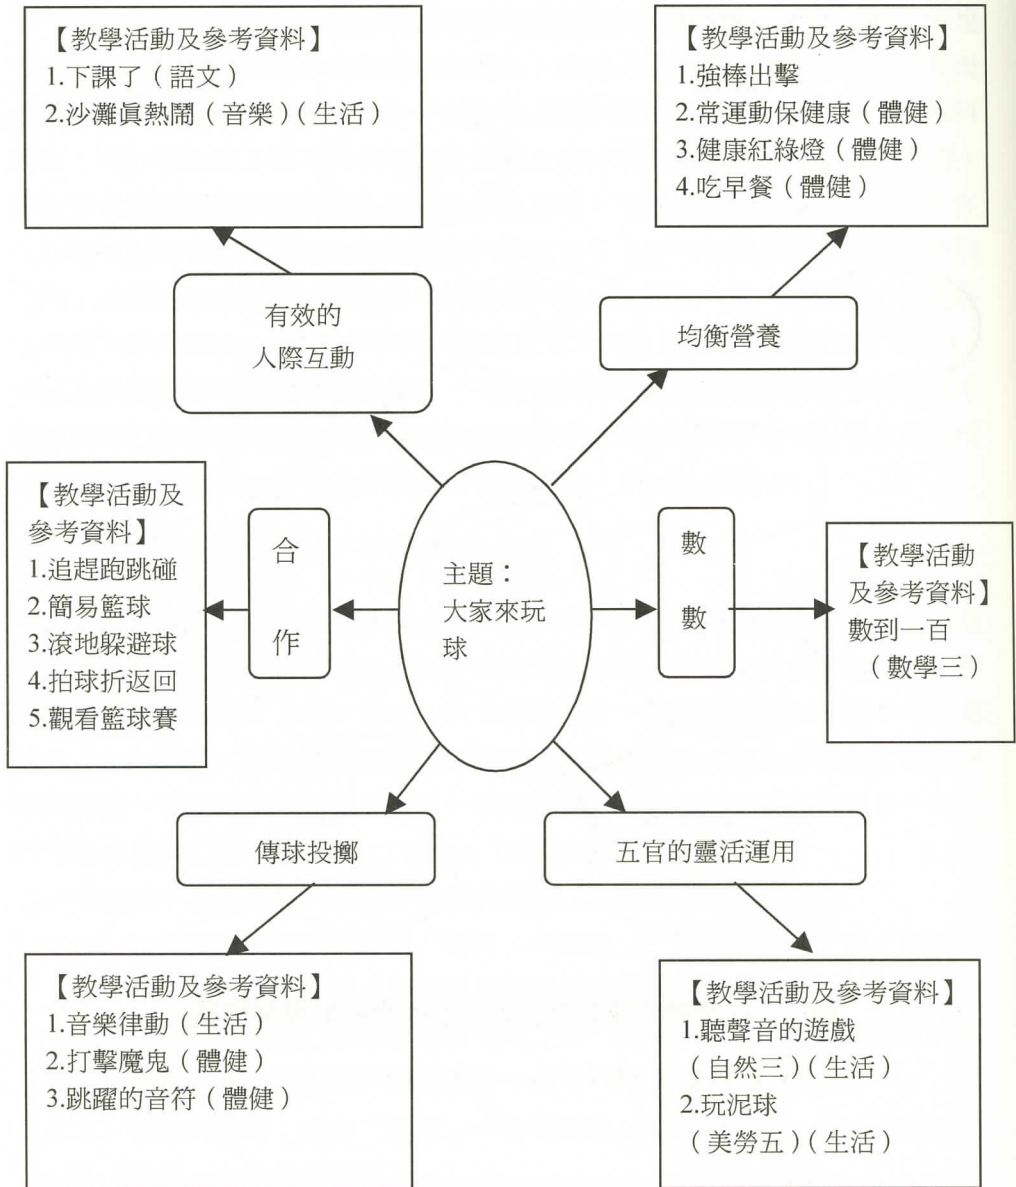 【教學活動及參考資料】
1.下課了（語文）
2.沙灘眞熱鬧（音樂）（生活）
【教學活動及參考資料】
1.強棒出擊
2.常運動保健康（體健）
3.健康紅綠燈（體健）
4.吃早餐（體健）
有效的
人際互動
均衡營養
【教學活動及
參考資料】
1.追趕跑跳碰
2.簡易籃球
3.滾地躲避球
4.拍球折返回
5.觀看籃球賽
合
作
主題：
大家來玩
球
數
數
【教學活動
及參考資料】
數到一百
（數學三）
傳球投擲
五官的靈活運用
【教學活動及參考資料】
1.音樂律動（生活）
2.打擊魔鬼（體健）
3.跳躍的音符（體健）
【教學活動及參考資料】
1.聽聲音的遊戲
（自然三）（生活）
2.玩泥球
（美勞五）（生活）